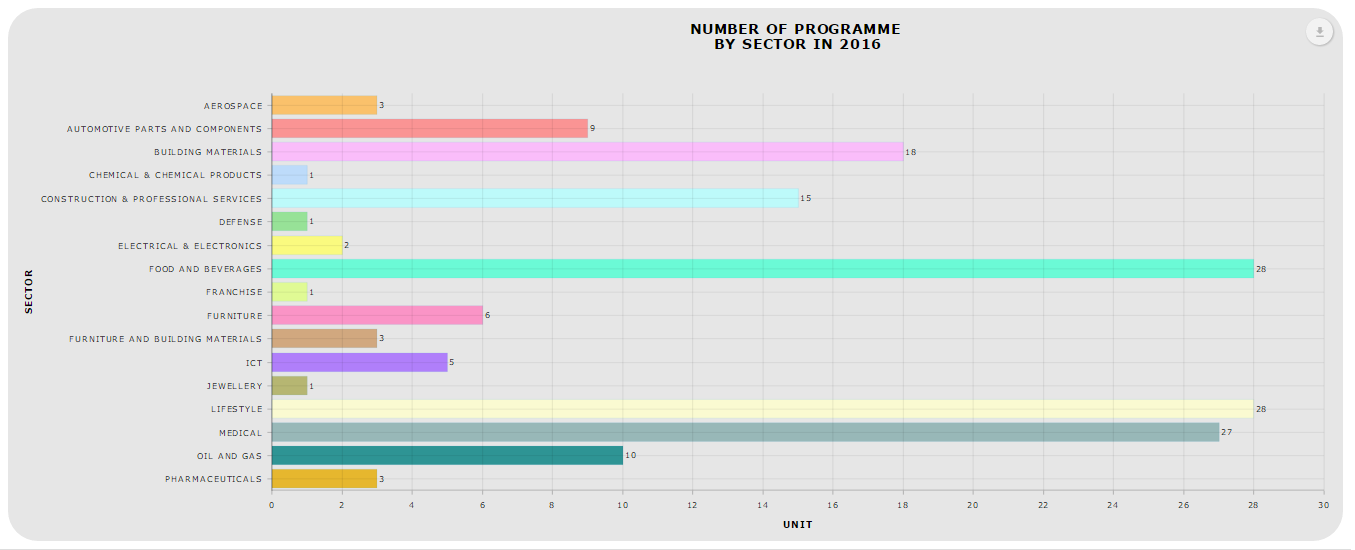 NUMBER OF PROGRAMME
BY SECTOR IN 2016
SECTOR
AEROSPACE 3
AUTOMOTIVE PARTS AND COMPONENTS 9
BUILDING MATERIALS 18
CHEMICAL & CHEMICAL PRODUCTS 1
CONSTRUCTION & PROFESSIONAL SERVICES 15
DEFENSE 1
ELECTRICAL & ELECTRONICS 2
FOOD AND BEVERAGES 28
FRANCHISE 1
FURNITURE 6
FURNITURE AND BUILDING MATERIALS 3
ICT 5
JEWELLERY 1
LIFESTYLE 28
MEDICAL 27
OIL AND GAS 10
PHARMACEUTICALS 3
0 2 4 6 8 10 12 14 16 18 20 22 24 26 28 30
UNIT